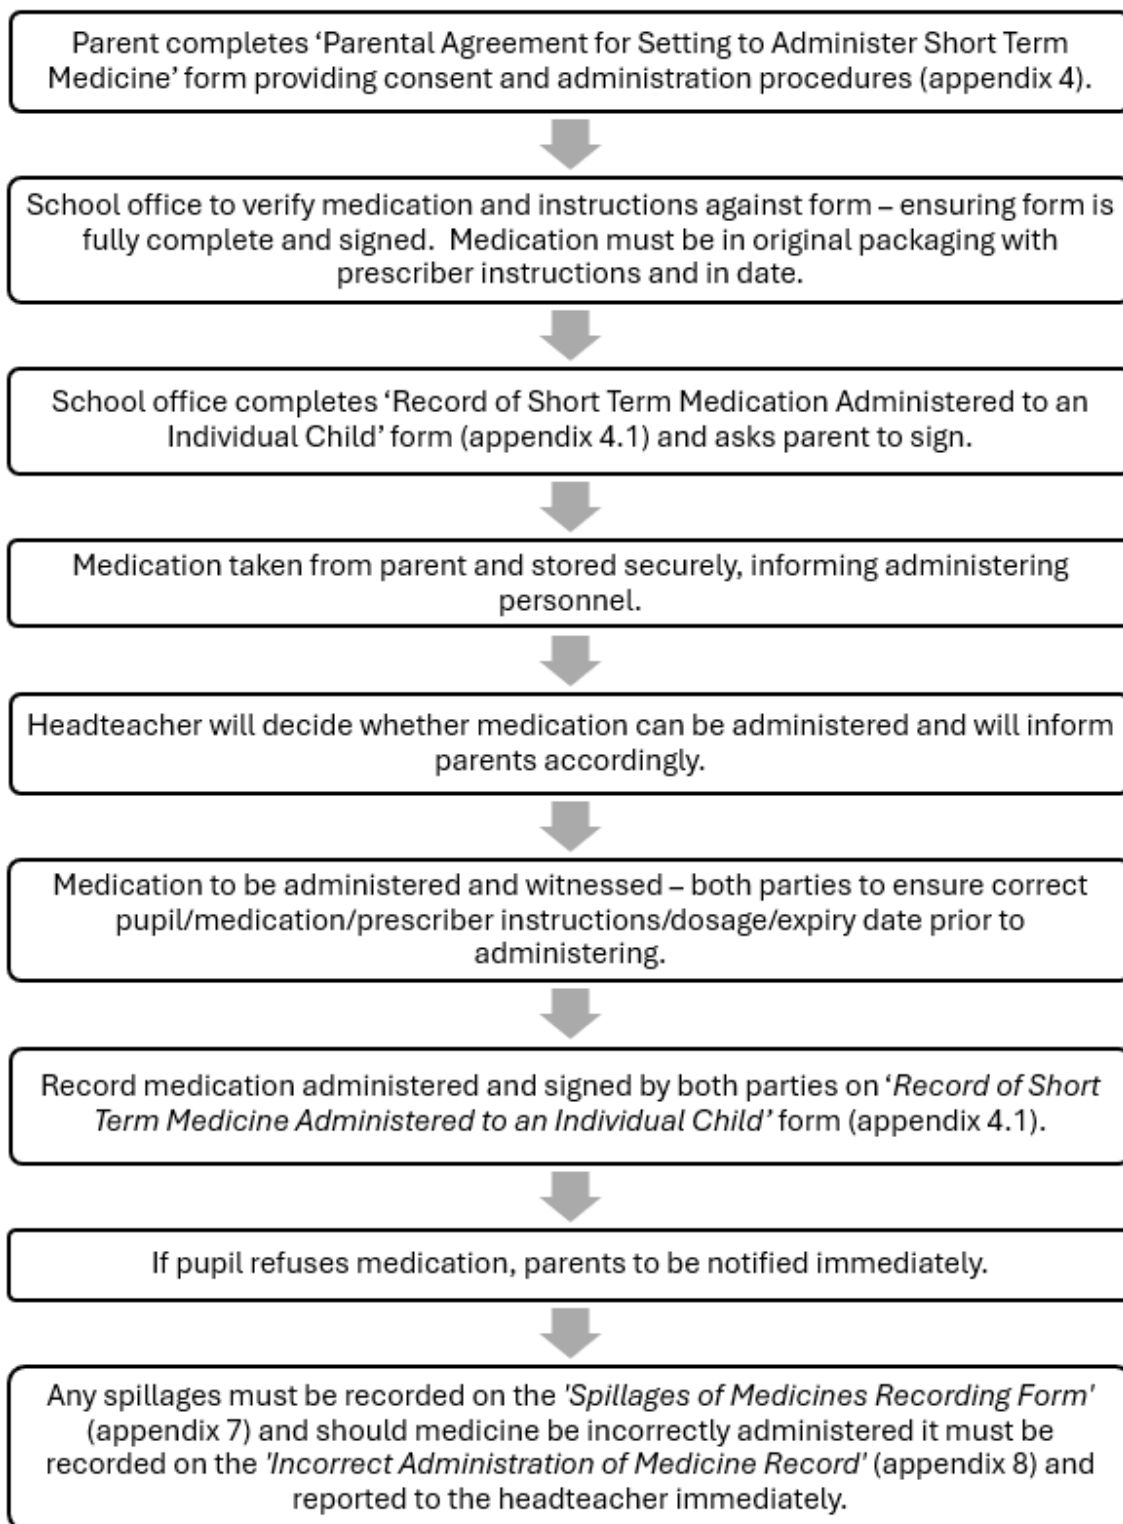 Parent completes ‘Parental Agreement for Setting to Administer Short Term
Medicine’ form providing consent and administration procedures (appendix 4).
School office to verify medication and instructions against form – ensuring form is
fully complete and signed.  Medication must be in original packaging with
prescriber instructions and in date.
School office completes ‘Record of Short Term Medication Administered to an
Individual Child’ form (appendix 4.1) and asks parent to sign.
Medication taken from parent and stored securely, informing administering
personnel.
Headteacher will decide whether medication can be administered and will inform
parents accordingly.
Medication to be administered and witnessed – both parties to ensure correct
pupil/medication/prescriber instructions/dosage/expiry date prior to
administering.
Record medication administered and signed by both parties on ‘Record of Short
Term Medicine Administered to an Individual Child’ form (appendix 4.1).
If pupil refuses medication, parents to be notified immediately.
Any spillages must be recorded on the 'Spillages of Medicines Recording Form'
(appendix 7) and should medicine be incorrectly administered it must be
recorded on the 'Incorrect Administration of Medicine Record' (appendix 8) and
reported to the headteacher immediately.